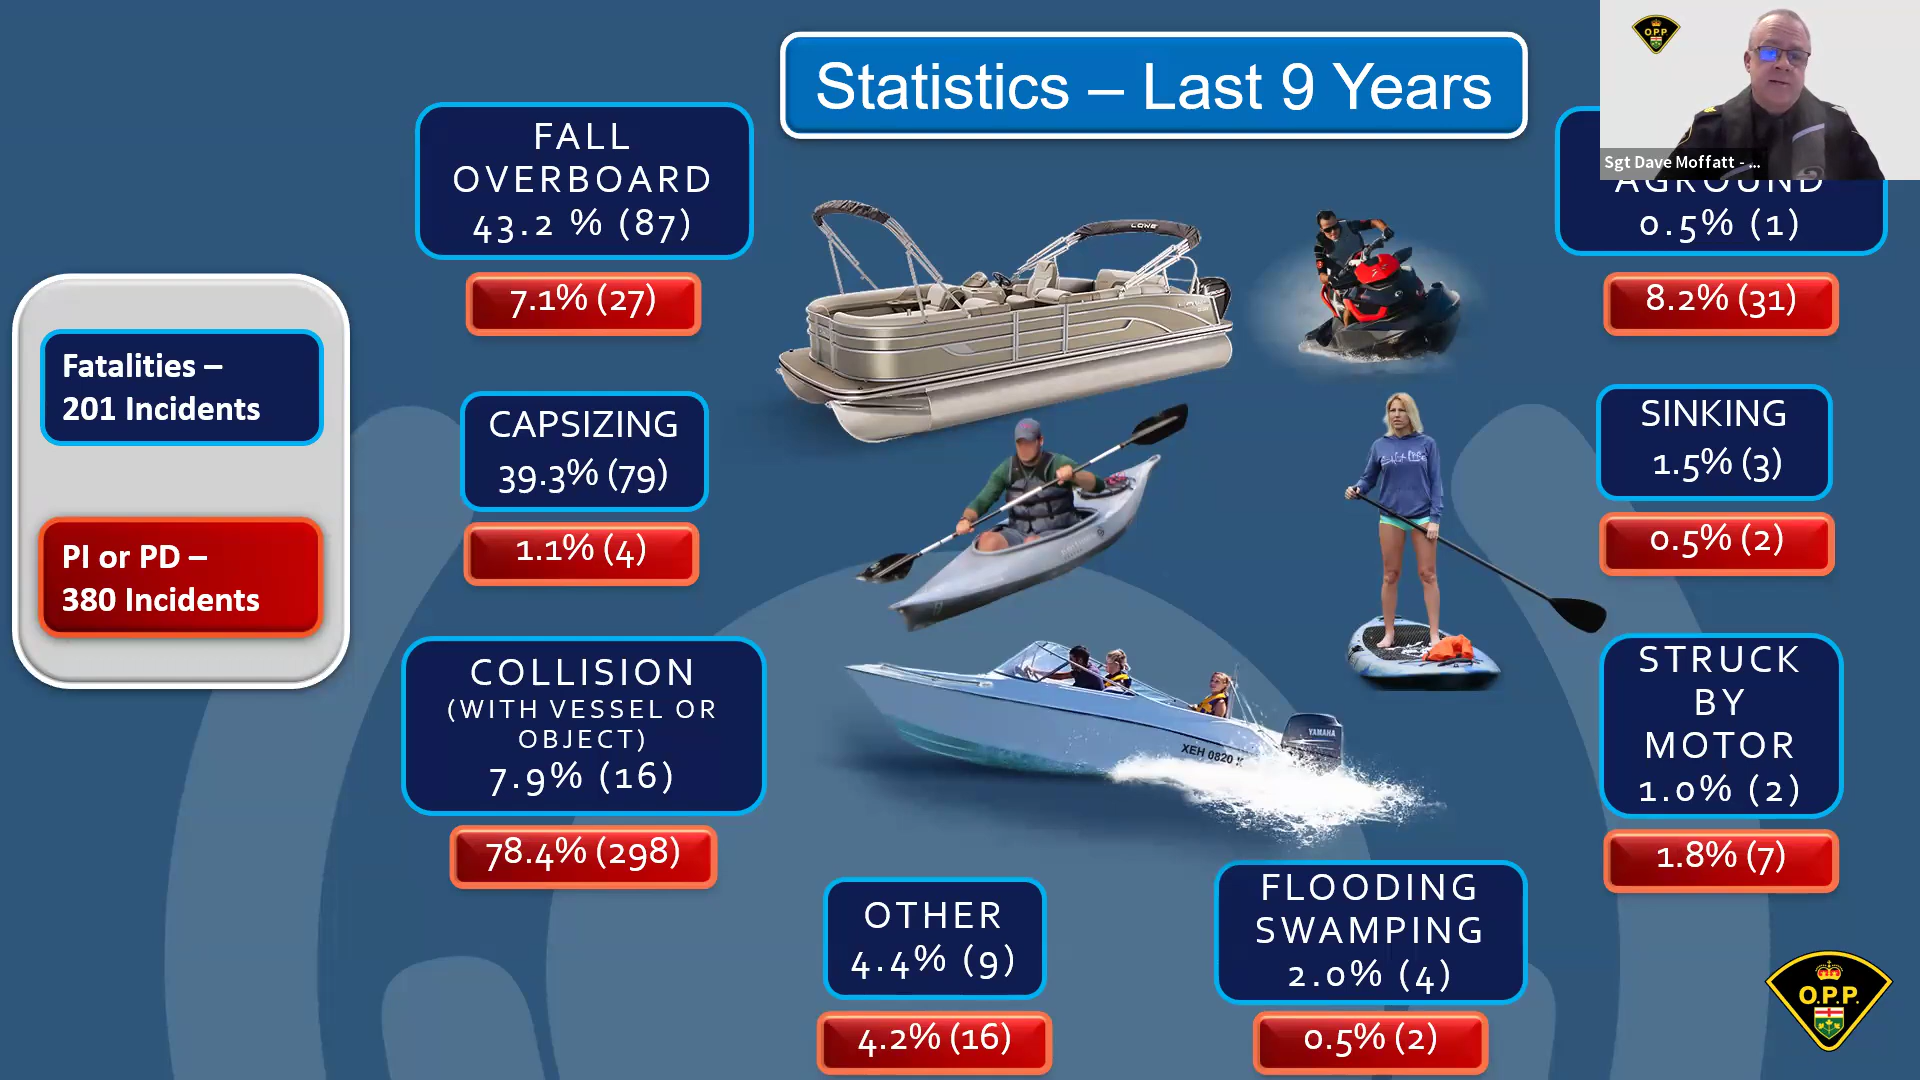 Statistics – Last 9 Years
O.P.P.
Sgt Dave Moffatt - ...
FALL
OVERBOARD
43.2 % (87)
7.1% (27)
AGROUND
0.5% (1)
8.2% (31)
Fatalities –
201 Incidents
PI or PD –
380 Incidents
CAPSIZING
39.3% (79)
1.1% (4)
SINKING
1.5% (3)
0.5% (2)
COLLISION
(WITH VESSEL OR
OBJECT)
7.9% (16)
78.4% (298)
STRUCK
BY
MOTOR
1.0% (2)
1.8% (7)
OTHER
4.4% (9)
4.2% (16)
FLOODING
SWAMPING
2.0% (4)
0.5% (2)
LOWE
YAMAHA
XEH 0820
O.P.P.